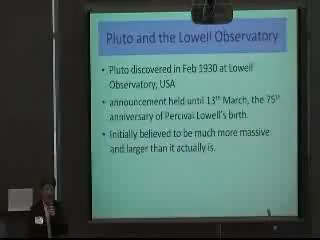 Pluto and the Lowell Observatory
• Pluto discovered in Feb 1930 at Lowell
Observatory, USA
• announcement held until 13th March, the 75th
anniversary of Percival Lowell's birth.
• Initially believed to be much more massive
and larger than it actually is.